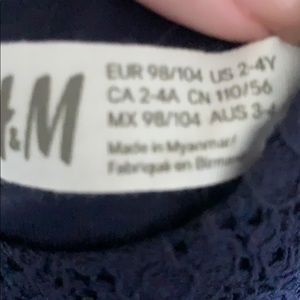 &M
EUR 98/104 US 2-4Y
CA 2-4A CN 110/56
MX 98/104 AUS 3-4
Made in Myanmar/
Fabriqué en Birman